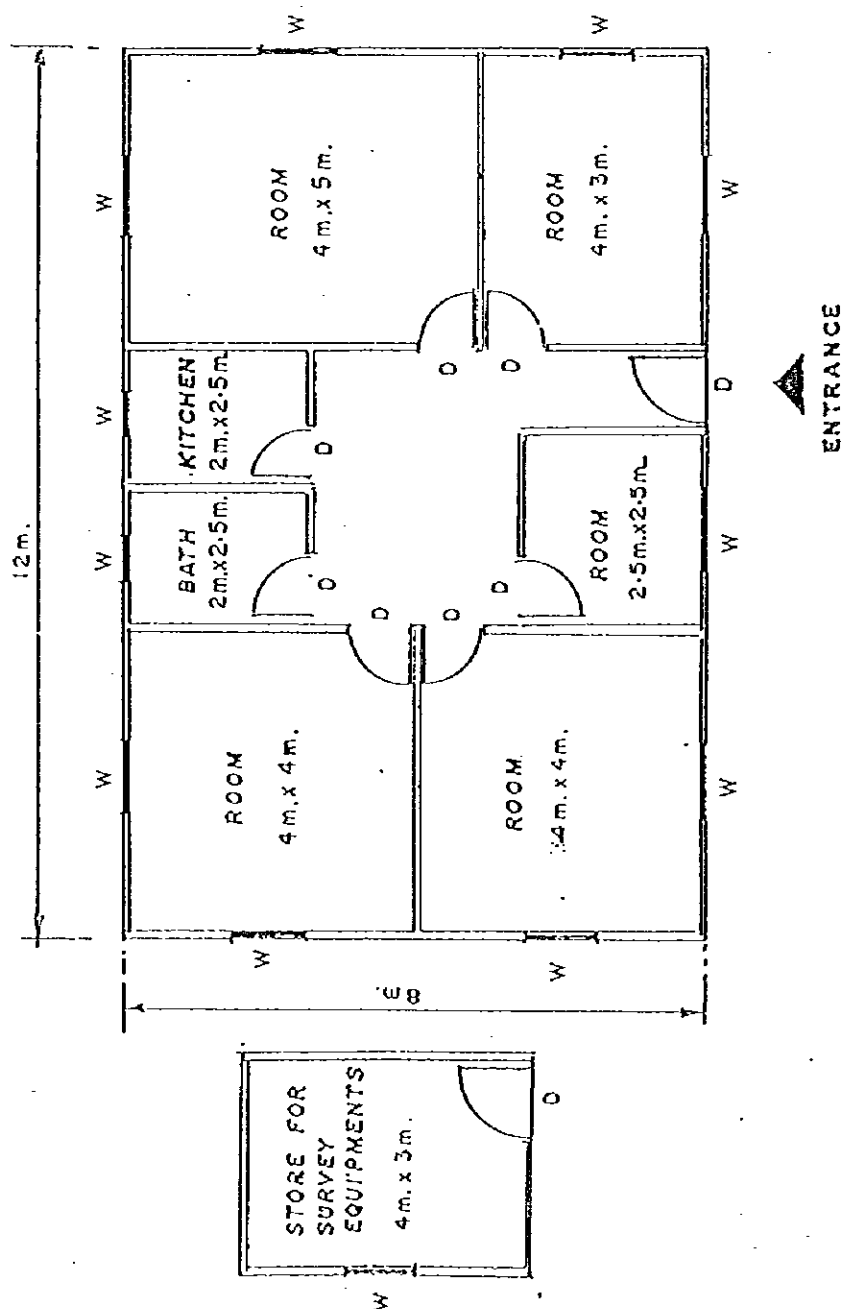 12m.
W W W W
W
ROOM
4m. x 4m.
BATH
2m. x 2.5m.
KITCHEN
2m. x 2.5m.
ROOM
4m. x 5m.
W
W
STORE FOR
SURVEY
EQUIPMENTS
4m. x 3m.
W
D
8 m.
D
D
D
D
D
D
D
ROOM
4m. x 4m.
ROOM
2.5m. x 2.5m.
ROOM
4m. x 3m.
W
W
W W D W
ENTRANCE